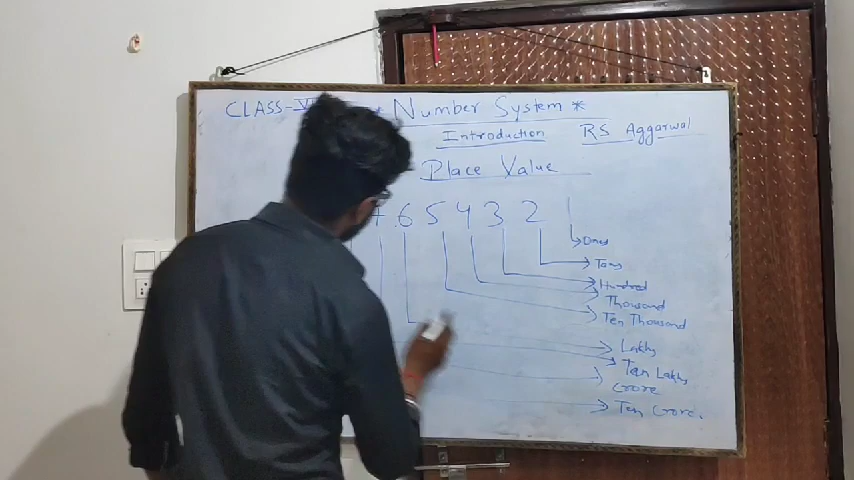 CLASS- * Number System *
Introduction RS Aggarwal
Place Value
6 5 4 3 2
Ones
Tens
Hundred
Thousand
Ten Thousand
Lakhs
Ten Lakhs
Crore
Ten Crore.